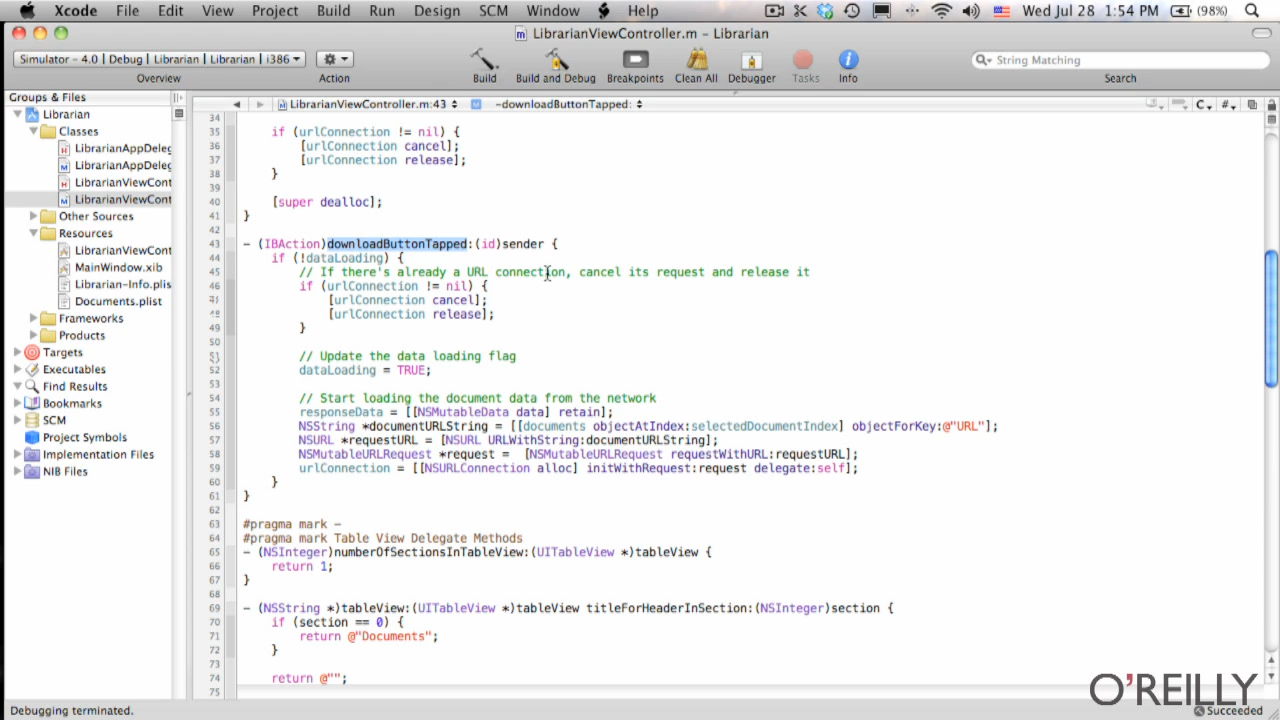 Xcode File Edit View Project Build Run Design SCM Window Help Wed Jul 28 1:54 PM (98%)
LibrarianViewController.m – Librarian
Simulator – 4.0 | Debug | Librarian | Librarian | i386
String Matching
Overview Action Build Build and Debug Breakpoints Clean All Debugger Tasks Info Search
Groups & Files
LibrarianViewController.m:43 -downloadButtonTapped: C #
Librarian
Classes
LibrarianAppDeleg
LibrarianAppDeleg
LibrarianViewCont
LibrarianViewCont
Other Sources
Resources
LibrarianViewCont
MainWindow.xib
Librarian-Info.plis
Documents.plist
Frameworks
Products
Targets
Executables
Find Results
Bookmarks
SCM
Project Symbols
Implementation Files
NIB Files
34
35 if (urlConnection != nil) {
36 [urlConnection cancel];
37 [urlConnection release];
38 }
39
40 [super dealloc];
41 }
42
43 - (IBAction)downloadButtonTapped:(id)sender {
44 if (!dataLoading) {
45 // If there's already a URL connection, cancel its request and release it
46 if (urlConnection != nil) {
47 [urlConnection cancel];
48 [urlConnection release];
49 }
50
51 // Update the data loading flag
52 dataLoading = TRUE;
53
54 // Start loading the document data from the network
55 responseData = [[NSMutableData data] retain];
56 NSString *documentURLString = [[documents objectAtIndex:selectedDocumentIndex] objectForKey:@"URL"];
57 NSURL *requestURL = [NSURL URLWithString:documentURLString];
58 NSMutableURLRequest *request = [NSMutableURLRequest requestWithURL:requestURL];
59 urlConnection = [[NSURLConnection alloc] initWithRequest:request delegate:self];
60 }
61 }
62
63 #pragma mark -
64 #pragma mark Table View Delegate Methods
65 - (NSInteger)numberOfSectionsInTableView:(UITableView *)tableView {
66 return 1;
67 }
68
69 - (NSString *)tableView:(UITableView *)tableView titleForHeaderInSection:(NSInteger)section {
70 if (section == 0) {
71 return @"Documents";
72 }
73
74 return @"";
75
O'REILLY
Debugging terminated. Succeeded